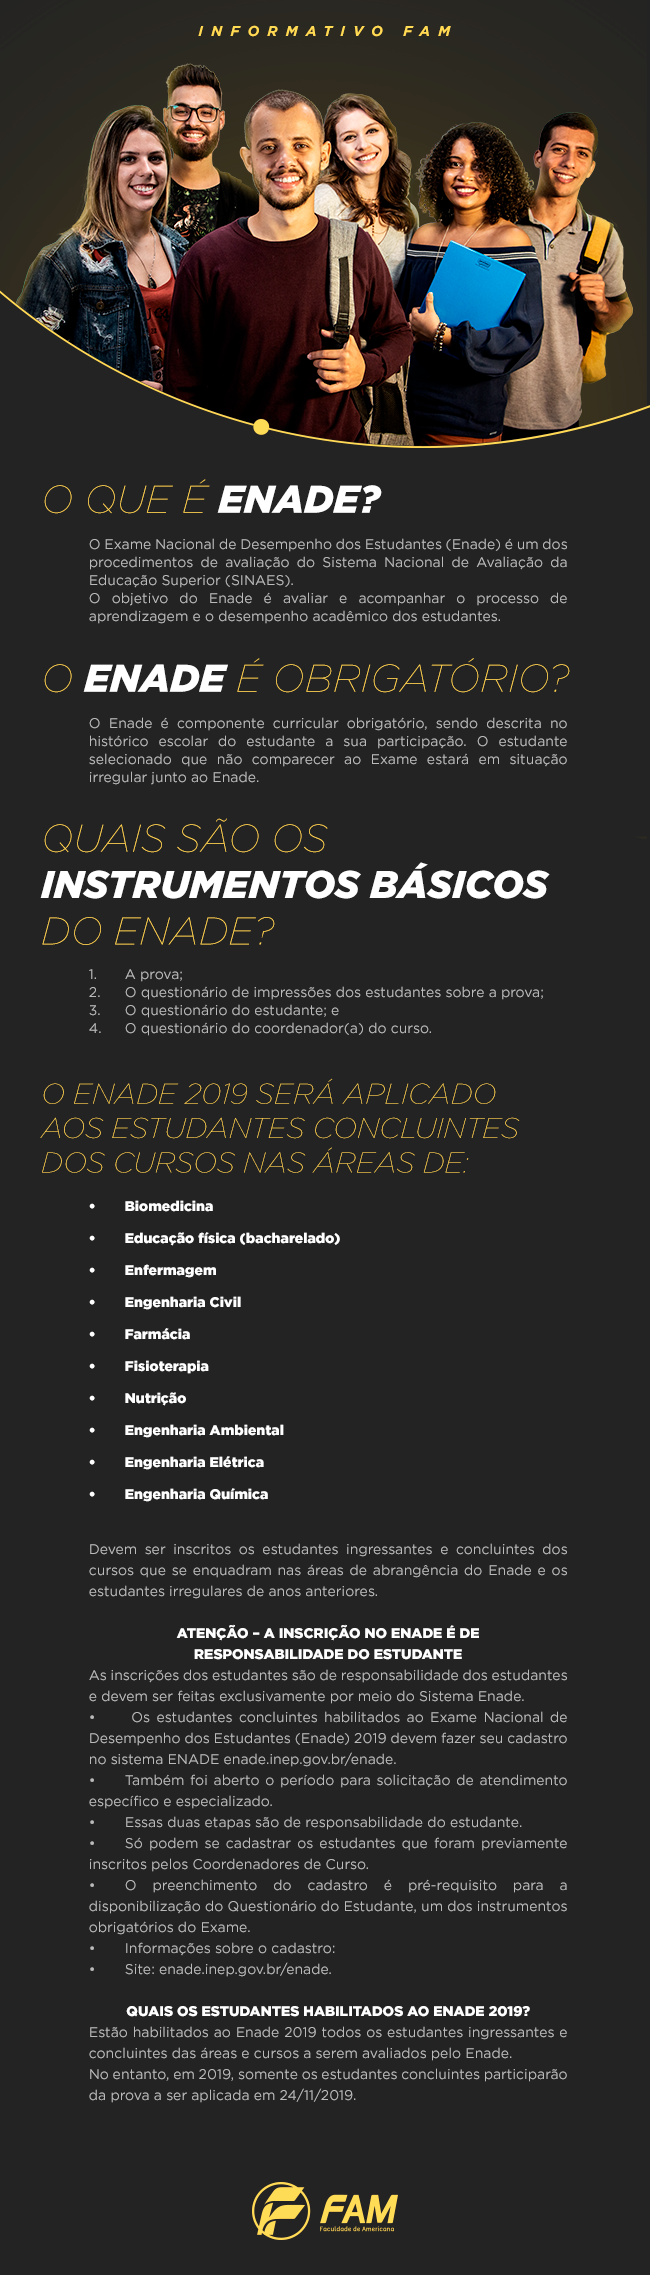 INFORMATIVO FAM
O QUE É ENADE?
O Exame Nacional de Desempenho dos Estudantes (Enade) é um dos
procedimentos de avaliação do Sistema Nacional de Avaliação da
Educação Superior (SINAES).
O objetivo do Enade é avaliar e acompanhar o processo de
aprendizagem e o desempenho acadêmico dos estudantes.
O ENADE É OBRIGATÓRIO?
O Enade é componente curricular obrigatório, sendo descrita no
histórico escolar do estudante a sua participação. O estudante
selecionado que não comparecer ao Exame estará em situação
irregular junto ao Enade.
QUAIS SÃO OS
INSTRUMENTOS BÁSICOS
DO ENADE?
1. A prova;
2. O questionário de impressões dos estudantes sobre a prova;
3. O questionário do estudante; e
4. O questionário do coordenador(a) do curso.
O ENADE 2019 SERÁ APLICADO
AOS ESTUDANTES CONCLUINTES
DOS CURSOS NAS ÁREAS DE:
• Biomedicina
• Educação física (bacharelado)
• Enfermagem
• Engenharia Civil
• Farmácia
• Fisioterapia
• Nutrição
• Engenharia Ambiental
• Engenharia Elétrica
• Engenharia Química
Devem ser inscritos os estudantes ingressantes e concluintes dos
cursos que se enquadram nas áreas de abrangência do Enade e os
estudantes irregulares de anos anteriores.
ATENÇÃO – A INSCRIÇÃO NO ENADE É DE
RESPONSABILIDADE DO ESTUDANTE
As inscrições dos estudantes são de responsabilidade dos estudantes
e devem ser feitas exclusivamente por meio do Sistema Enade.
• Os estudantes concluintes habilitados ao Exame Nacional de
Desempenho dos Estudantes (Enade) 2019 devem fazer seu cadastro
no sistema ENADE enade.inep.gov.br/enade.
• Também foi aberto o período para solicitação de atendimento
específico e especializado.
• Essas duas etapas são de responsabilidade do estudante.
• Só podem se cadastrar os estudantes que foram previamente
inscritos pelos Coordenadores de Curso.
• O preenchimento do cadastro é pré-requisito para a
disponibilização do Questionário do Estudante, um dos instrumentos
obrigatórios do Exame.
• Informações sobre o cadastro:
• Site: enade.inep.gov.br/enade.
QUAIS OS ESTUDANTES HABILITADOS AO ENADE 2019?
Estão habilitados ao Enade 2019 todos os estudantes ingressantes e
concluintes das áreas e cursos a serem avaliados pelo Enade.
No entanto, em 2019, somente os estudantes concluintes participarão
da prova a ser aplicada em 24/11/2019.
FAM
Faculdade de Americana